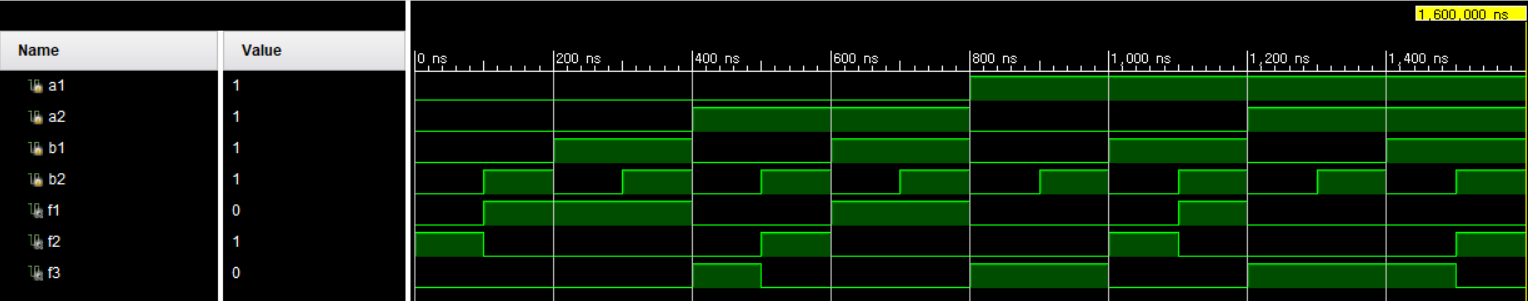 1,600,000 ns
Name Value
0 ns 200 ns 400 ns 600 ns 800 ns 1,000 ns 1,200 ns 1,400 ns
a1 1
a2 1
b1 1
b2 1
f1 0
f2 1
f3 0